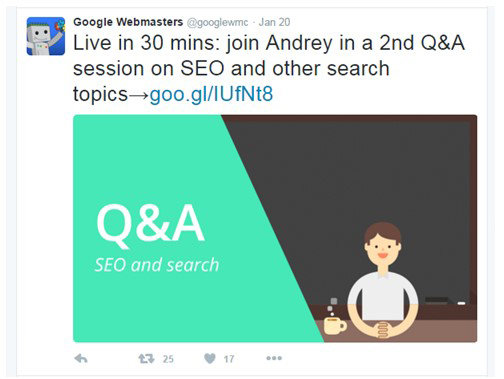 Google Webmasters @googlewmc · Jan 20
Live in 30 mins: join Andrey in a 2nd Q&A
session on SEO and other search
topics→goo.gl/IUfNt8
Q&A
SEO and search
25
17